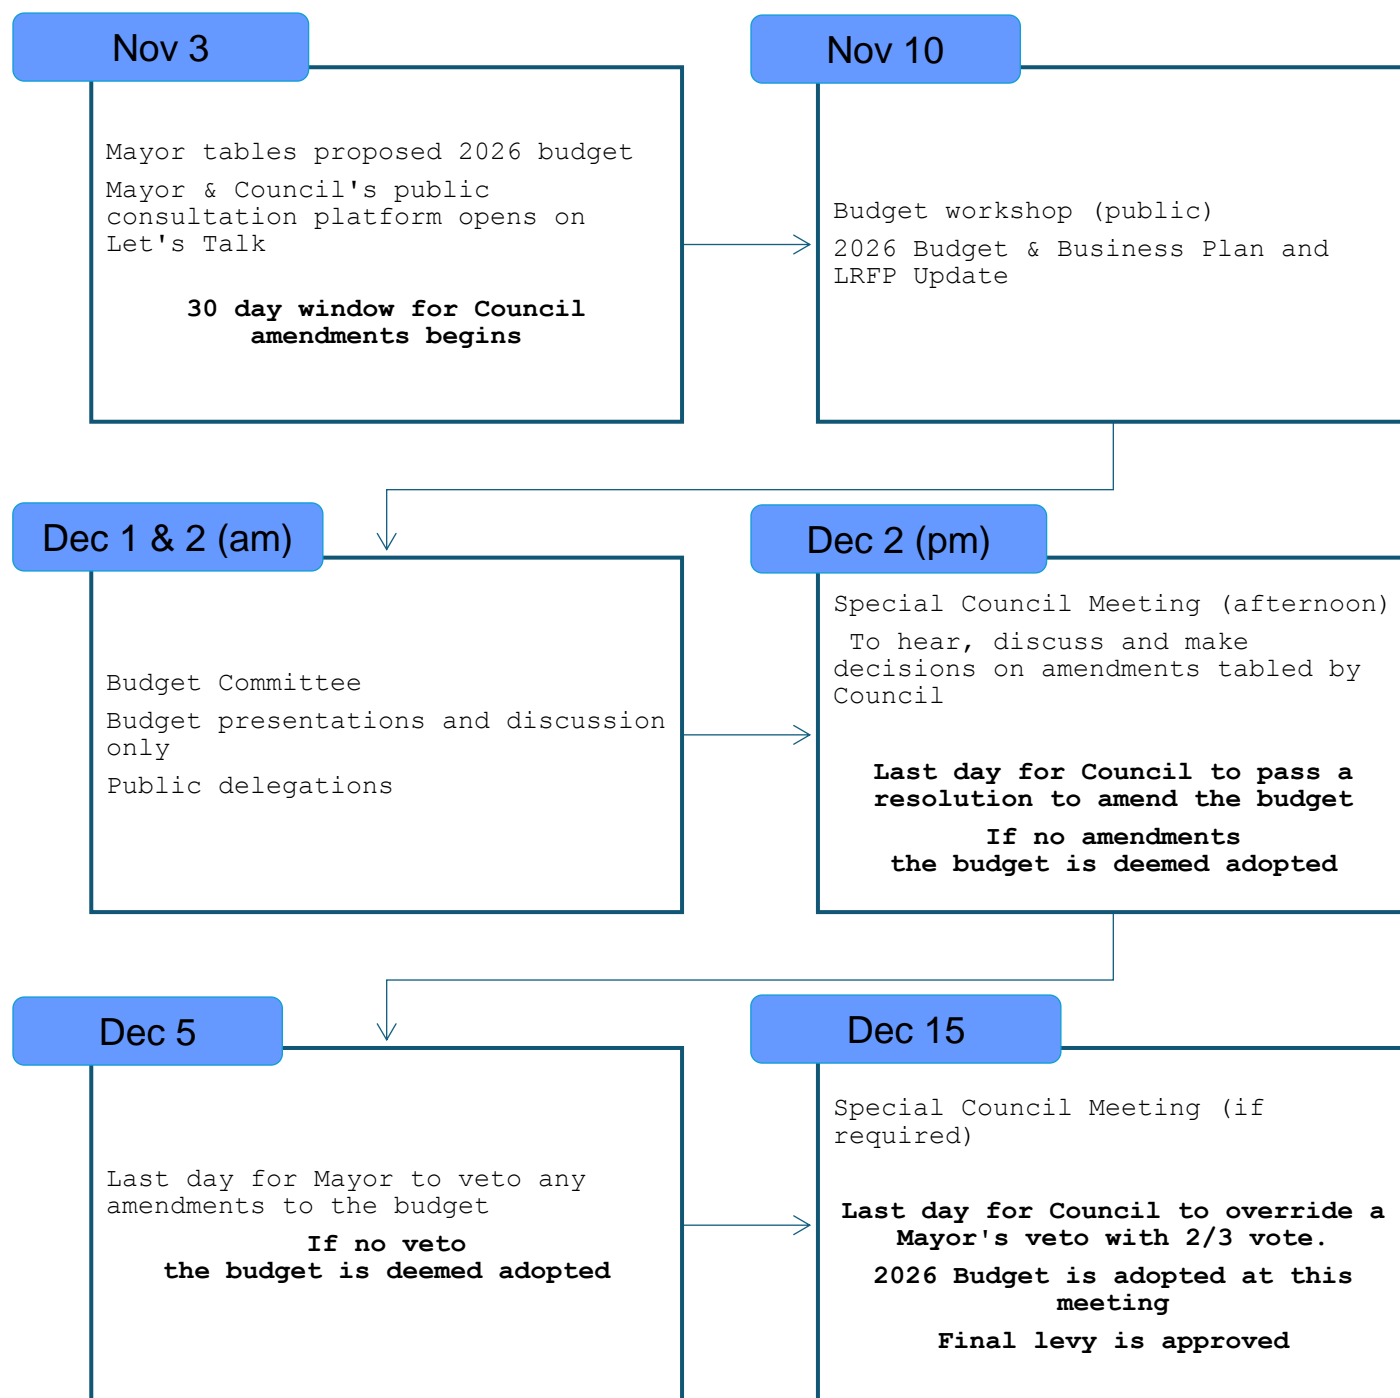 Nov 3
Mayor tables proposed 2026 budget
Mayor & Council's public
consultation platform opens on
Let's Talk
30 day window for Council
amendments begins
Nov 10
Budget workshop (public)
2026 Budget & Business Plan and
LRFP Update
Dec 1 & 2 (am)
Budget Committee
Budget presentations and discussion
only
Public delegations
Dec 2 (pm)
Special Council Meeting (afternoon)
To hear, discuss and make
decisions on amendments tabled by
Council
Last day for Council to pass a
resolution to amend the budget
If no amendments
the budget is deemed adopted
Dec 5
Last day for Mayor to veto any
amendments to the budget
If no veto
the budget is deemed adopted
Dec 15
Special Council Meeting (if
required)
Last day for Council to override a
Mayor's veto with 2/3 vote.
2026 Budget is adopted at this
meeting
Final levy is approved